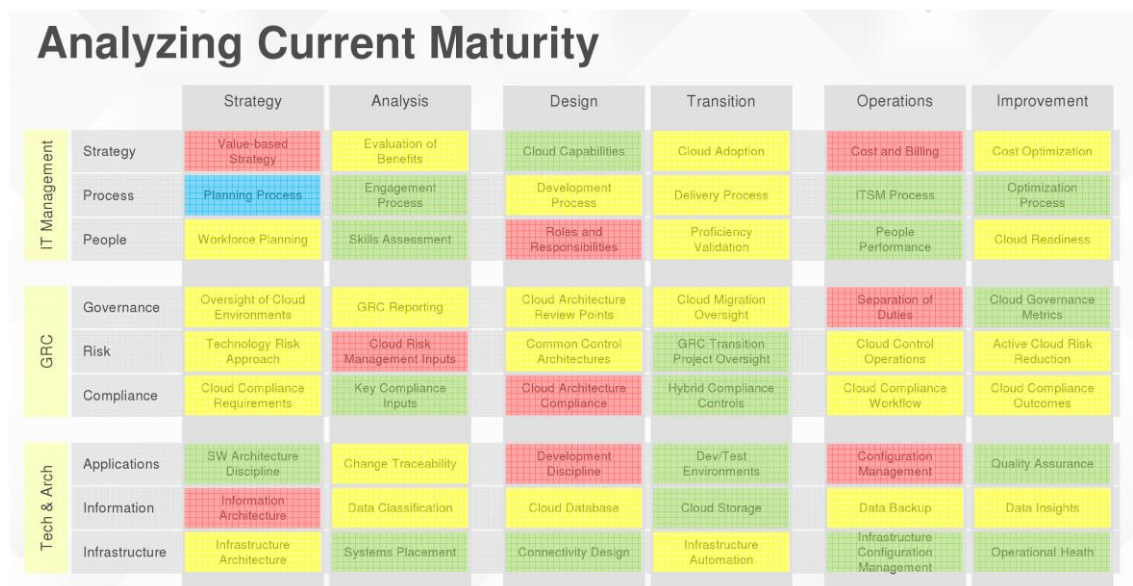 Analyzing Current Maturity
Strategy Analysis Design Transition Operations Improvement
IT Management
Strategy
Value-based
Strategy
Evaluation of
Benefits
Cloud Capabilities
Cloud Adoption
Cost and Billing
Cost Optimization
Process
Planning Process
Engagement
Process
Development
Process
Delivery Process
ITSM Process
Optimization
Process
People
Workforce Planning
Skills Assessment
Roles and
Responsibilities
Proficiency
Validation
People
Performance
Cloud Readiness
GRC
Governance
Oversight of Cloud
Environments
GRC Reporting
Cloud Architecture
Review Points
Cloud Migration
Oversight
Separation of
Duties
Cloud Governance
Metrics
Risk
Technology Risk
Approach
Cloud Risk
Management Inputs
Common Control
Architectures
GRC Transition
Project Oversight
Cloud Control
Operations
Active Cloud Risk
Reduction
Compliance
Cloud Compliance
Requirements
Key Compliance
Inputs
Cloud Architecture
Compliance
Hybrid Compliance
Controls
Cloud Compliance
Workflow
Cloud Compliance
Outcomes
Tech & Arch
Applications
SW Architecture
Discipline
Change Traceability
Development
Discipline
Dev/Test
Environments
Configuration
Management
Quality Assurance
Information
Information
Architecture
Data Classification
Cloud Database
Cloud Storage
Data Backup
Data Insights
Infrastructure
Infrastructure
Architecture
Systems Placement
Connectivity Design
Infrastructure
Automation
Infrastructure
Configuration
Management
Operational Heath